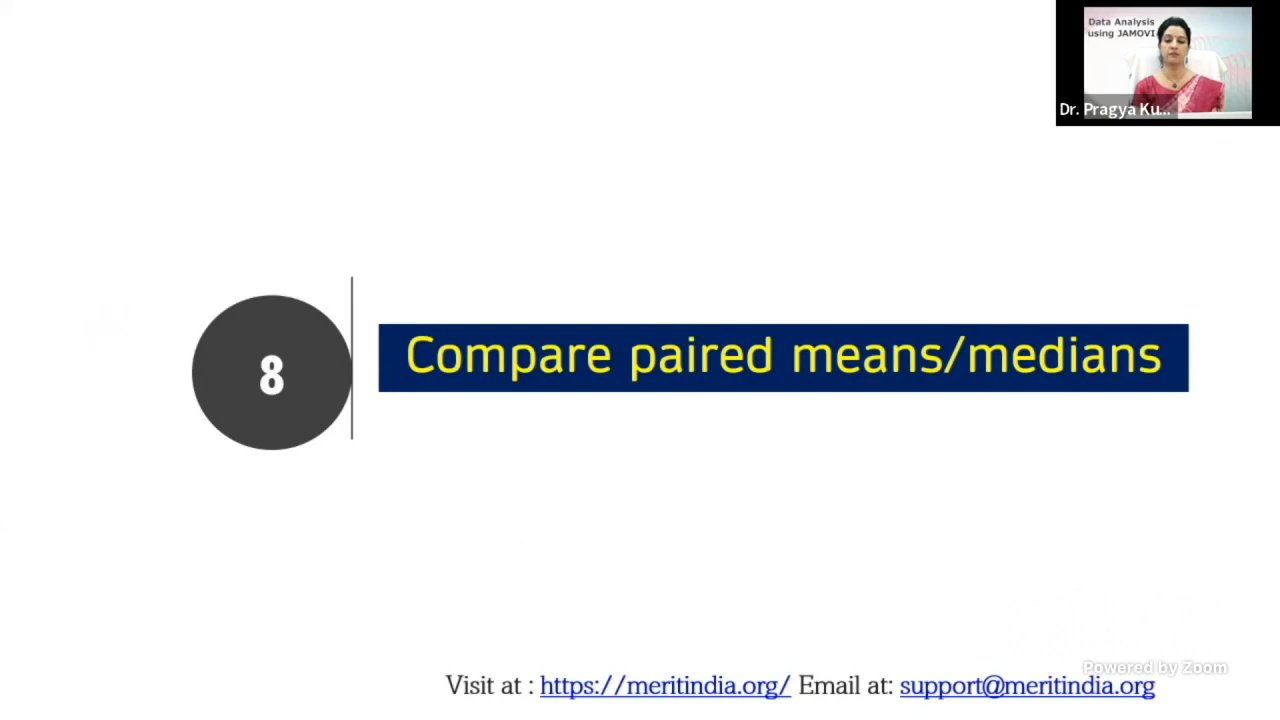 Data Analysis
using JAMOVI
Dr. Pragya Ku...
8
Compare paired means/medians
Powered by Zoom
Visit at : https://meritindia.org/ Email at: support@meritindia.org